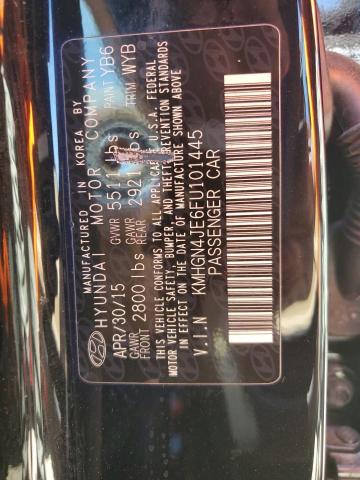 MANUFACTURED IN KOREA BY
HYUNDAI MOTOR COMPANY
APR/30/15 GVWR 5511 lbs PAINT YB6
GAWR FRONT 2800 lbs GAWR REAR 2921 lbs TRIM WYB
THIS VEHICLE CONFORMS TO ALL APPLICABLE U.S.A. FEDERAL
MOTOR VEHICLE SAFETY, BUMPER, AND THEFT PREVENTION STANDARDS
IN EFFECT ON THE DATE OF MANUFACTURE SHOWN ABOVE
V.I.N KMHGN4JE6FU101445
PASSENGER CAR